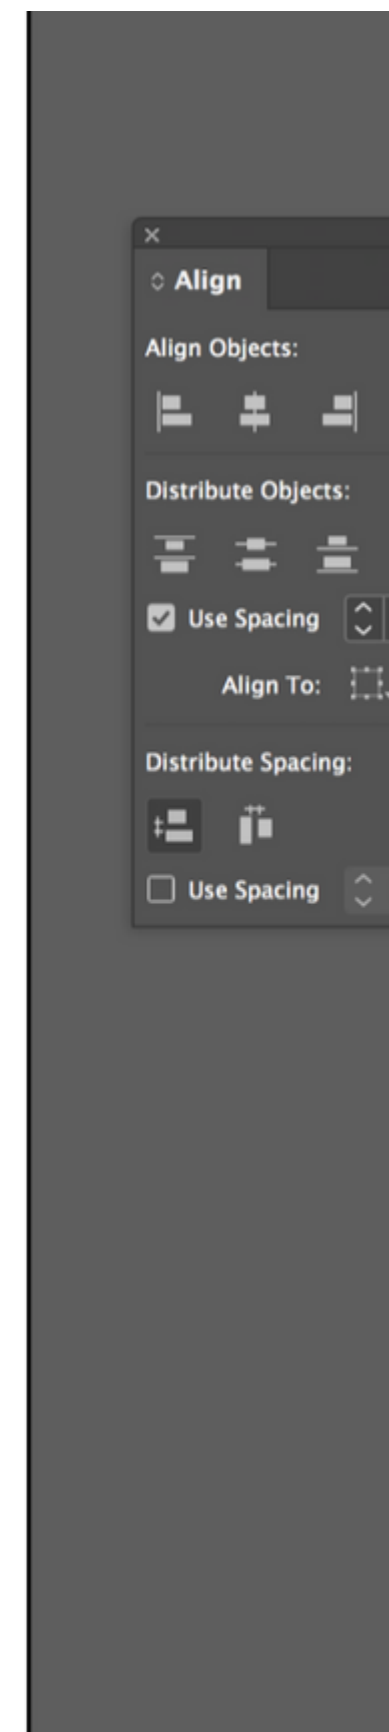 Align
Align Objects:
Distribute Objects:
Use Spacing
Align To:
Distribute Spacing:
Use Spacing